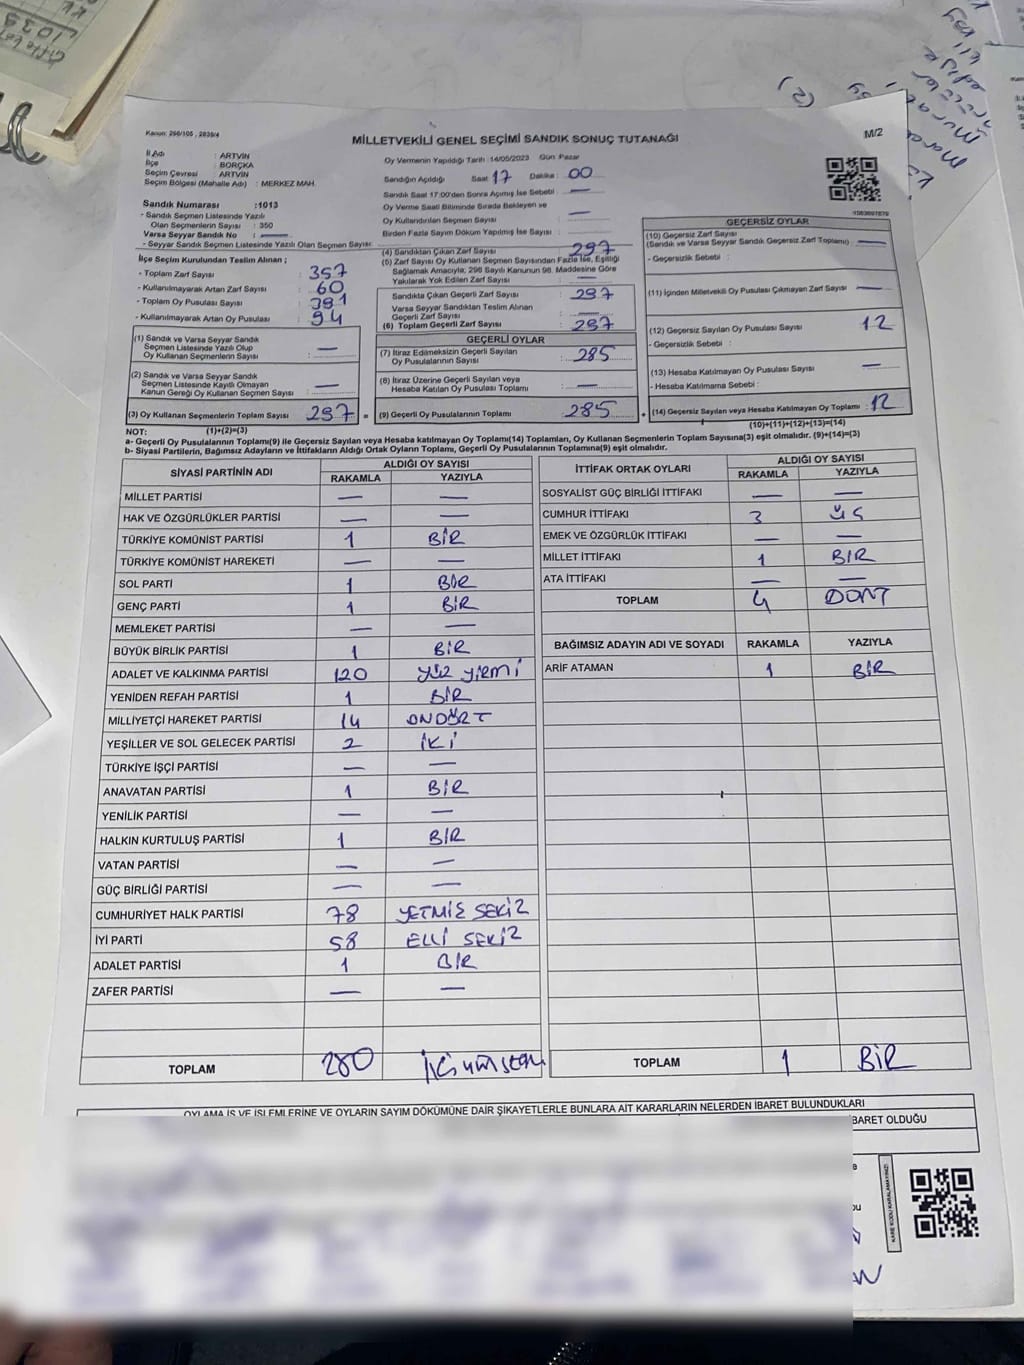 Kanun: 298/105 , 2839/4
MİLLETVEKİLİ GENEL SEÇİMİ SANDIK SONUÇ TUTANAĞI
M/2
İl Adı : ARTVİN
İlçe : BORÇKA
Seçim Çevresi : ARTVİN
Seçim Bölgesi (Mahalle Adı) : MERKEZ MAH.
Sandık Numarası :1013
- Sandık Seçmen Listesinde Yazılı
Olan Seçmenlerin Sayısı : 350
Varsa Seyyar Sandık No : —
- Seyyar Sandık Seçmen Listesinde Yazılı Olan Seçmen Sayısı:
Oy Vermenin Yapıldığı Tarih :14/05/2023 Gün Pazar
Sandığın Açıldığı Saat 17 Dakika : 00
Sandık Saat 17:00'den Sonra Açılmış İse Sebebi : —
Oy Verme Saati Bitiminde Sırada Bekleyen ve
Oy Kullandırılan Seçmen Sayısı : —
Birden Fazla Sayım Döküm Yapılmış İse Sayısı :
İlçe Seçim Kurulundan Teslim Alınan ;
- Toplam Zarf Sayısı : 357
- Kullanılmayarak Artan Zarf Sayısı : 60
- Toplam Oy Pusulası Sayısı : 391
- Kullanılmayarak Artan Oy Pusulası : 94
(1) Sandık ve Varsa Seyyar Sandık
Seçmen Listesinde Yazılı Olup
Oy Kullanan Seçmenlerin Sayısı : —
(2) Sandık ve Varsa Seyyar Sandık
Seçmen Listesinde Kayıtlı Olmayan
Kanun Gereği Oy Kullanan Seçmen Sayısı : —
(3) Oy Kullanan Seçmenlerin Toplam Sayısı : 297 =
(1)+(2)=(3)
(4) Sandıktan Çıkan Zarf Sayısı : 297
(5) Zarf Sayısı Oy Kullanan Seçmen Sayısından Fazla İse, Eşitliği
Sağlamak Amacıyla; 298 Sayılı Kanunun 98. Maddesine Göre
Yakılarak Yok Edilen Zarf Sayısı : —
Sandıkta Çıkan Geçerli Zarf Sayısı : 297
Varsa Seyyar Sandıktan Teslim Alınan
Geçerli Zarf Sayısı : —
(6) Toplam Geçerli Zarf Sayısı : 297
GEÇERLİ OYLAR
(7) İtiraz Edilmeksizin Geçerli Sayılan
Oy Pusulalarının Sayısı : 285
(8) İtiraz Üzerine Geçerli Sayılan veya
Hesaba Katılan Oy Pusulası Toplamı : —
(9) Geçerli Oy Pusulalarının Toplamı : 285 +
GEÇERSİZ OYLAR
(10) Geçersiz Zarf Sayısı
(Sandık ve Varsa Seyyar Sandık Geçersiz Zarf Toplamı) : —
- Geçersizlik Sebebi :
(11) İçinden Milletvekili Oy Pusulası Çıkmayan Zarf Sayısı : —
(12) Geçersiz Sayılan Oy Pusulası Sayısı : 12
- Geçersizlik Sebebi :
(13) Hesaba Katılmayan Oy Pusulası Sayısı : —
- Hesaba Katılmama Sebebi :
(14) Geçersiz Sayılan veya Hesaba Katılmayan Oy Toplamı : 12
(10)+(11)+(12)+(13)=(14)
NOT:
a- Geçerli Oy Pusulalarının Toplamı(9) ile Geçersiz Sayılan veya Hesaba katılmayan Oy Toplamı(14) Toplamları, Oy Kullanan Seçmenlerin Toplam Sayısına(3) eşit olmalıdır. (9)+(14)=(3)
b- Siyasi Partilerin, Bağımsız Adayların ve İttifakların Aldığı Ortak Oyların Toplamı, Geçerli Oy Pusulalarının Toplamına(9) eşit olmalıdır.
SİYASİ PARTİNİN ADI ALDIĞI OY SAYISI
RAKAMLA YAZIYLA
MİLLET PARTİSİ — —
HAK VE ÖZGÜRLÜKLER PARTİSİ — —
TÜRKİYE KOMÜNİST PARTİSİ 1 BİR
TÜRKİYE KOMÜNİST HAREKETİ — —
SOL PARTİ 1 BİR
GENÇ PARTİ 1 BİR
MEMLEKET PARTİSİ — —
BÜYÜK BİRLİK PARTİSİ 1 BİR
ADALET VE KALKINMA PARTİSİ 120 YÜZ YİRMİ
YENİDEN REFAH PARTİSİ 1 BİR
MİLLİYETÇİ HAREKET PARTİSİ 14 ONDÖRT
YEŞİLLER VE SOL GELECEK PARTİSİ 2 İKİ
TÜRKİYE İŞÇİ PARTİSİ — —
ANAVATAN PARTİSİ 1 BİR
YENİLİK PARTİSİ — —
HALKIN KURTULUŞ PARTİSİ 1 BİR
VATAN PARTİSİ — —
GÜÇ BİRLİĞİ PARTİSİ — —
CUMHURİYET HALK PARTİSİ 78 YETMİŞ SEKİZ
İYİ PARTİ 58 ELLİ SEKİZ
ADALET PARTİSİ 1 BİR
ZAFER PARTİSİ — —
TOPLAM 280
İTTİFAK ORTAK OYLARI ALDIĞI OY SAYISI
RAKAMLA YAZIYLA
SOSYALİST GÜÇ BİRLİĞİ İTTİFAKI — —
CUMHUR İTTİFAKI 3 ÜÇ
EMEK VE ÖZGÜRLÜK İTTİFAKI — —
MİLLET İTTİFAKI 1 BİR
ATA İTTİFAKI — —
TOPLAM 4 DÖRT
BAĞIMSIZ ADAYIN ADI VE SOYADI RAKAMLA YAZIYLA
ARİF ATAMAN 1 BİR
TOPLAM 1 BİR
OYLAMA İŞ VE İŞLEMLERİNE VE OYLARIN SAYIM DÖKÜMÜNE DAİR ŞİKAYETLERLE BUNLARA AİT KARARLARIN NELERDEN İBARET BULUNDUKLARI
BARET OLDUĞU
KARE KODU KARALAMAYINIZ!